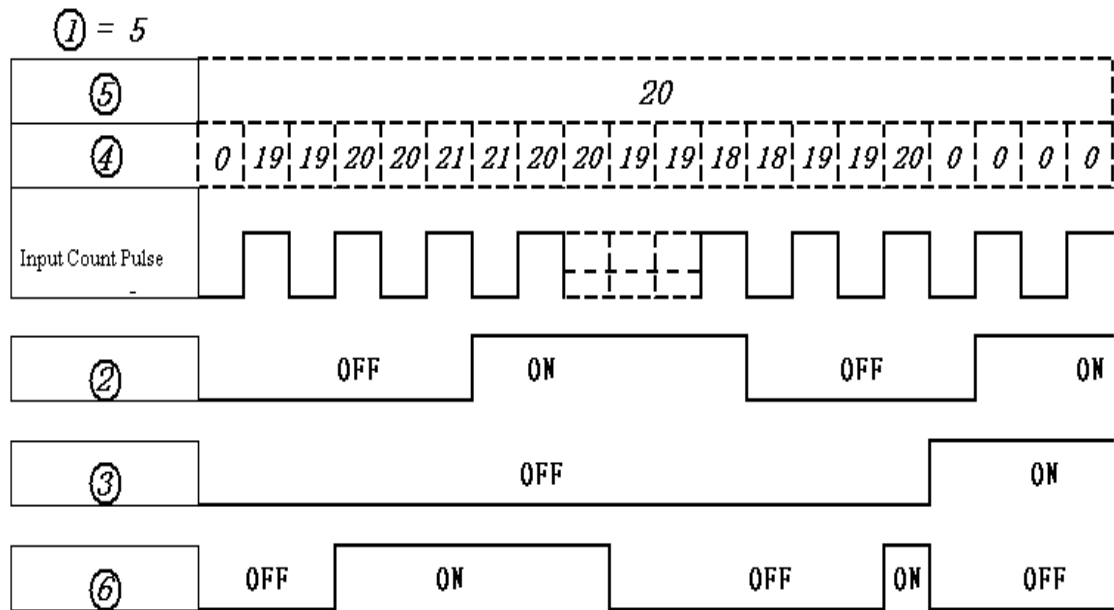 ① = 5
⑤ 20
④ 0 19 19 20 20 21 21 20 20 19 19 18 18 19 19 20 0 0 0 0
Input Count Pulse
② OFF ON OFF ON
③ OFF ON
⑥ OFF ON OFF ON OFF